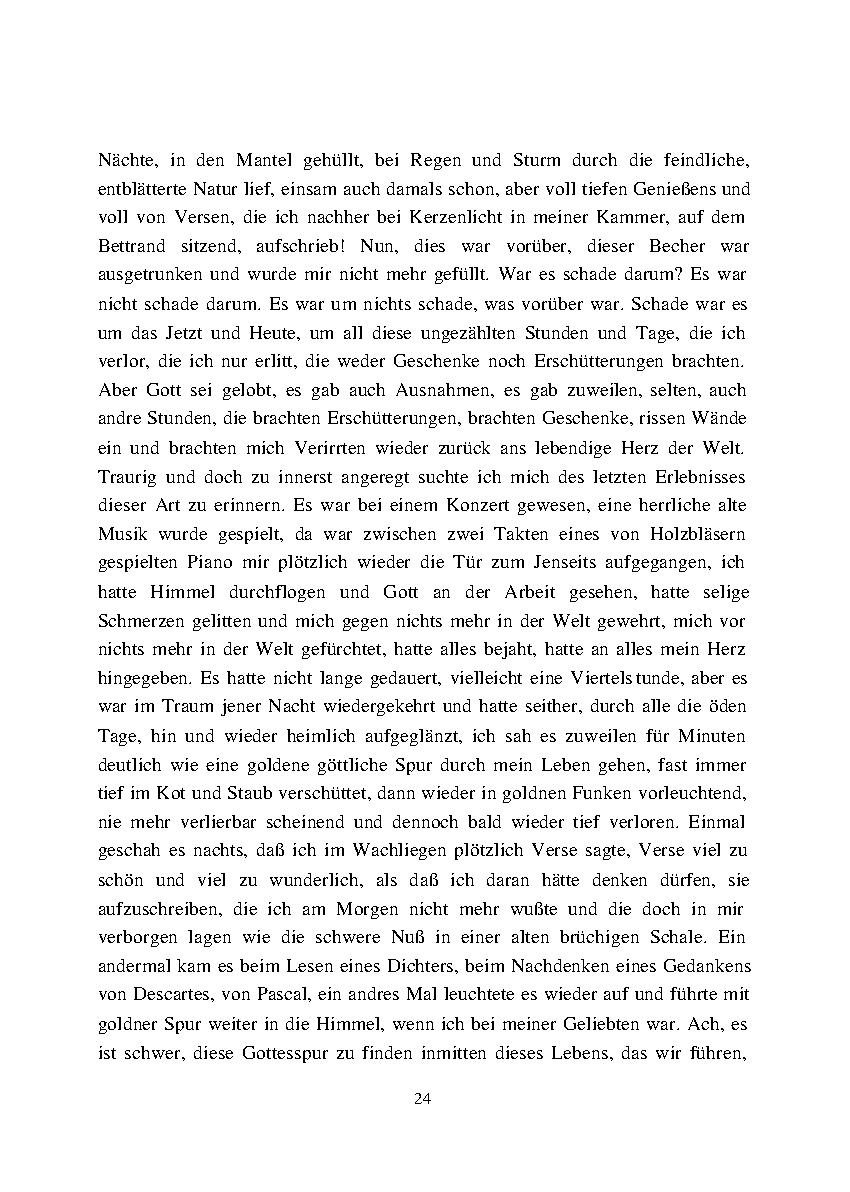 Nächte, in den Mantel gehüllt, bei Regen und Sturm durch die feindliche,
entblätterte Natur lief, einsam auch damals schon, aber voll tiefen Genießens und
voll von Versen, die ich nachher bei Kerzenlicht in meiner Kammer, auf dem
Bettrand sitzend, aufschrieb! Nun, dies war vorüber, dieser Becher war
ausgetrunken und wurde mir nicht mehr gefüllt. War es schade darum? Es war
nicht schade darum. Es war um nichts schade, was vorüber war. Schade war es
um das Jetzt und Heute, um all diese ungezählten Stunden und Tage, die ich
verlor, die ich nur erlitt, die weder Geschenke noch Erschütterungen brachten.
Aber Gott sei gelobt, es gab auch Ausnahmen, es gab zuweilen, selten, auch
andre Stunden, die brachten Erschütterungen, brachten Geschenke, rissen Wände
ein und brachten mich Verirrten wieder zurück ans lebendige Herz der Welt.
Traurig und doch zu innerst angeregt suchte ich mich des letzten Erlebnisses
dieser Art zu erinnern. Es war bei einem Konzert gewesen, eine herrliche alte
Musik wurde gespielt, da war zwischen zwei Takten eines von Holzbläsern
gespielten Piano mir plötzlich wieder die Tür zum Jenseits aufgegangen, ich
hatte Himmel durchflogen und Gott an der Arbeit gesehen, hatte selige
Schmerzen gelitten und mich gegen nichts mehr in der Welt gewehrt, mich vor
nichts mehr in der Welt gefürchtet, hatte alles bejaht, hatte an alles mein Herz
hingegeben. Es hatte nicht lange gedauert, vielleicht eine Viertelstunde, aber es
war im Traum jener Nacht wiedergekehrt und hatte seither, durch alle die öden
Tage, hin und wieder heimlich aufgeglänzt, ich sah es zuweilen für Minuten
deutlich wie eine goldene göttliche Spur durch mein Leben gehen, fast immer
tief im Kot und Staub verschüttet, dann wieder in goldnen Funken vorleuchtend,
nie mehr verlierbar scheinend und dennoch bald wieder tief verloren. Einmal
geschah es nachts, daß ich im Wachliegen plötzlich Verse sagte, Verse viel zu
schön und viel zu wunderlich, als daß ich daran hätte denken dürfen, sie
aufzuschreiben, die ich am Morgen nicht mehr wußte und die doch in mir
verborgen lagen wie die schwere Nuß in einer alten brüchigen Schale. Ein
andermal kam es beim Lesen eines Dichters, beim Nachdenken eines Gedankens
von Descartes, von Pascal, ein andres Mal leuchtete es wieder auf und führte mit
goldner Spur weiter in die Himmel, wenn ich bei meiner Geliebten war. Ach, es
ist schwer, diese Gottesspur zu finden inmitten dieses Lebens, das wir führen,
24